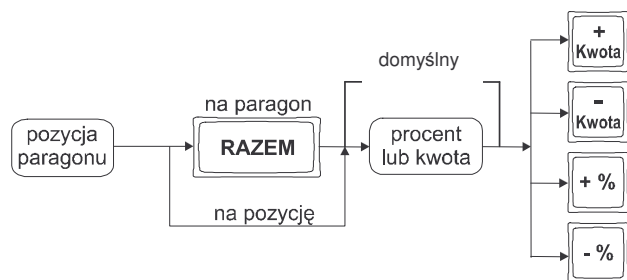 pozycja
paragonu
na paragon
RAZEM
na pozycję
domyślny
procent
lub kwota
+
Kwota
-
Kwota
+ %
- %